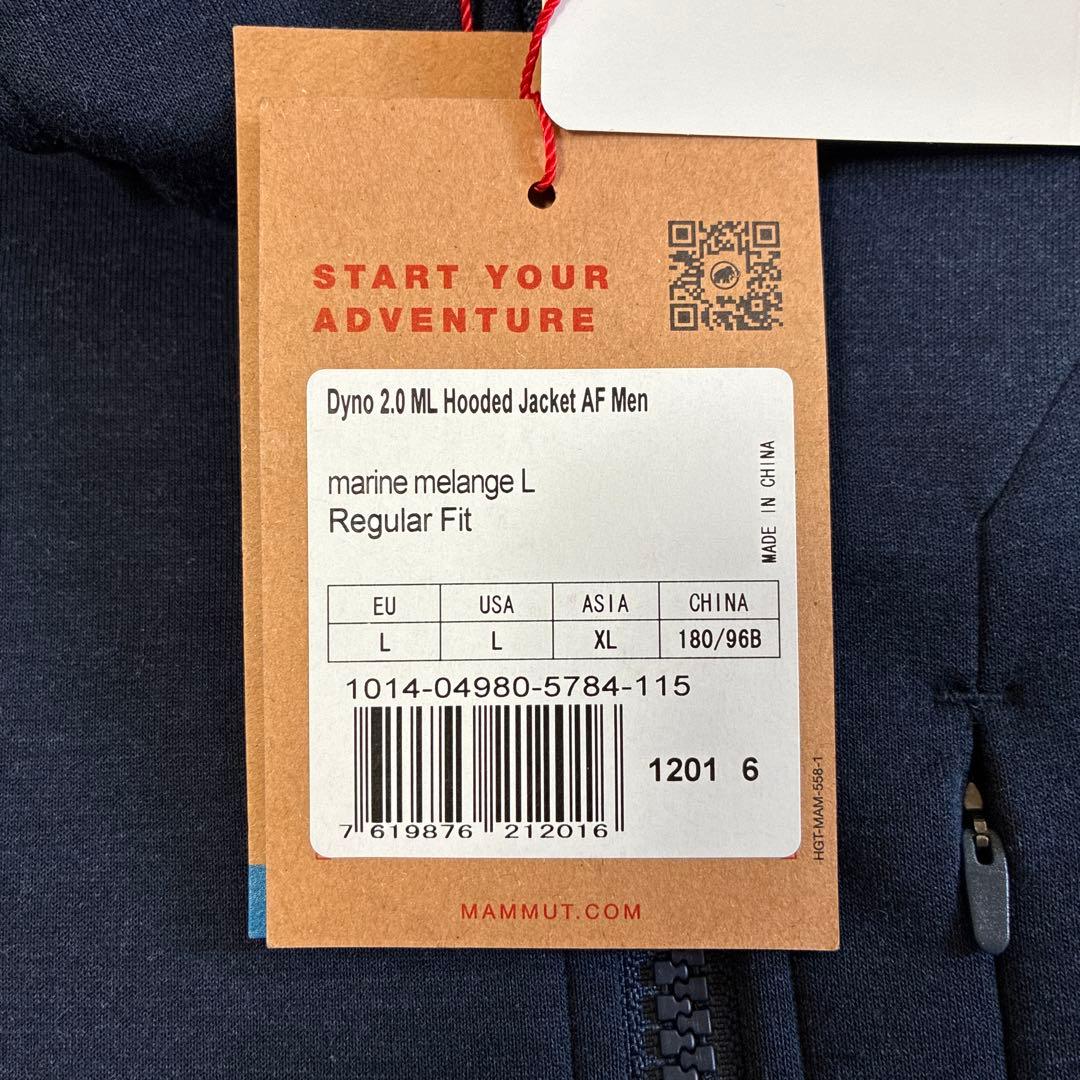 START YOUR
ADVENTURE
Dyno 2.0 ML Hooded Jacket AF Men
marine melange L
Regular Fit
MADE IN CHINA
EU USA ASIA CHINA
L L XL 180/96B
1014-04980-5784-115
1201 6
7 619876 212016
HGT-MAM-558-1
MAMMUT.COM